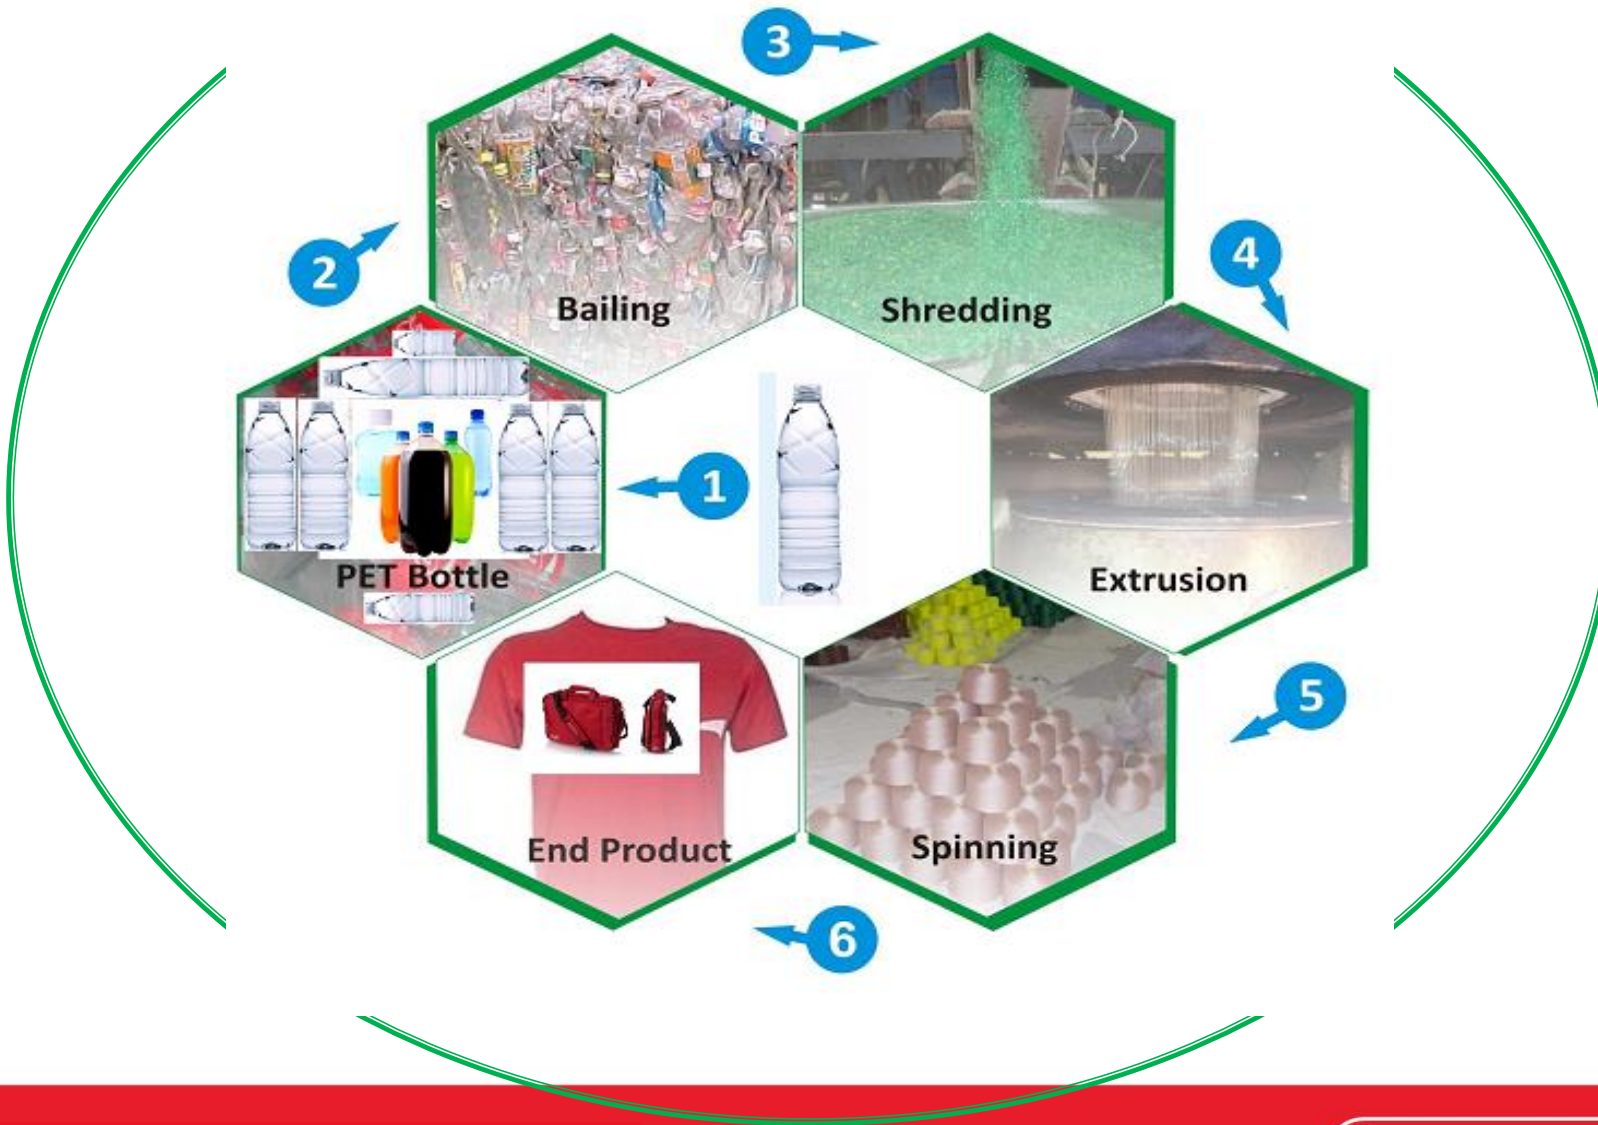 3
2
4
Bailing
Shredding
1
PET Bottle
Extrusion
5
End Product
Spinning
6